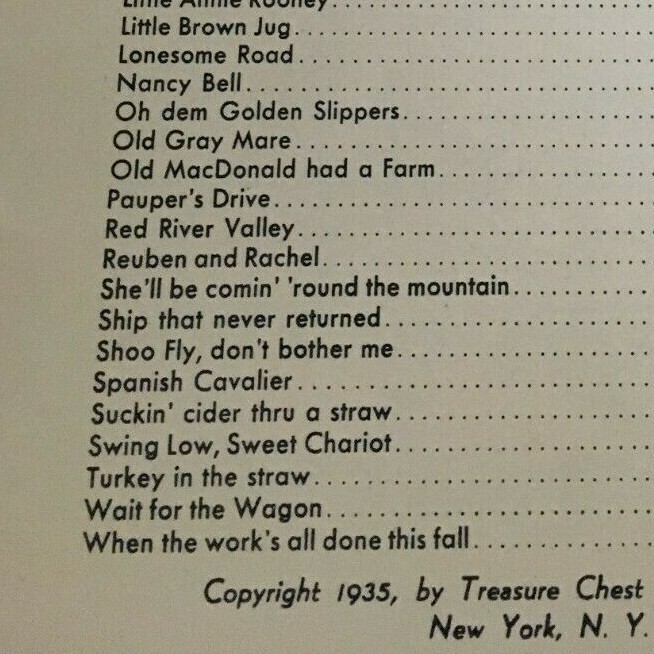 Little Annie Rooney..........................
Little Brown Jug..............................
Lonesome Road..............................
Nancy Bell..................................
Oh dem Golden Slippers.....................
Old Gray Mare..............................
Old MacDonald had a Farm..................
Pauper's Drive...............................
Red River Valley.............................
Reuben and Rachel...........................
She'll be comin' 'round the mountain..........
Ship that never returned.....................
Shoo Fly, don't bother me....................
Spanish Cavalier............................
Suckin' cider thru a straw....................
Swing Low, Sweet Chariot....................
Turkey in the straw..........................
Wait for the Wagon.........................
When the work's all done this fall.............
Copyright 1935, by Treasure Chest
New York, N. Y.